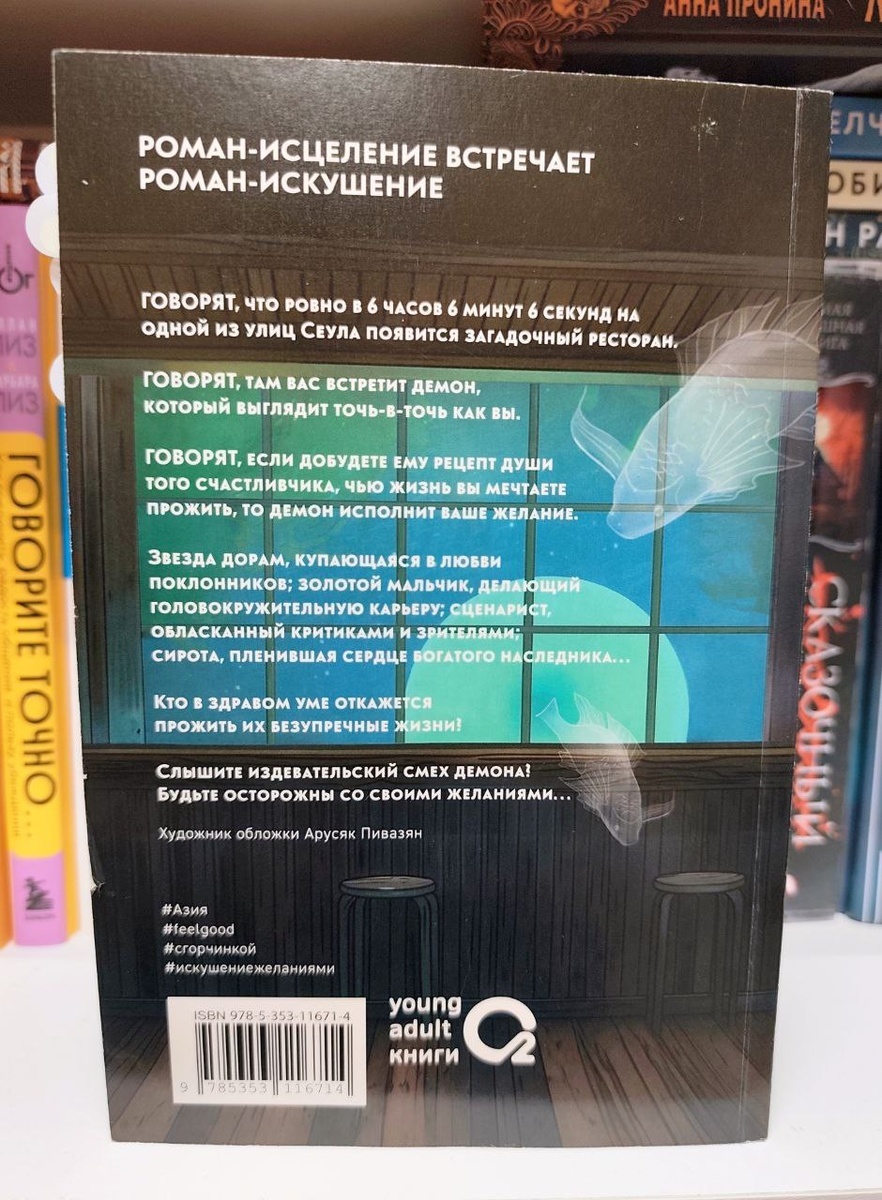 АННА ПРОНИНА
РОМАН-ИСЦЕЛЕНИЕ ВСТРЕЧАЕТ
РОМАН-ИСКУШЕНИЕ
ГОВОРЯТ, ЧТО РОВНО В 6 ЧАСОВ 6 МИНУТ 6 СЕКУНД НА
ОДНОЙ ИЗ УЛИЦ СЕУЛА ПОЯВИТСЯ ЗАГАДОЧНЫЙ РЕСТОРАН.
ГОВОРЯТ, ТАМ ВАС ВСТРЕТИТ ДЕМОН,
КОТОРЫЙ ВЫГЛЯДИТ ТОЧЬ-В-ТОЧЬ КАК ВЫ.
ГОВОРЯТ, ЕСЛИ ДОБУДЕТЕ ЕМУ РЕЦЕПТ ДУШИ
ТОГО СЧАСТЛИВЧИКА, ЧЬЮ ЖИЗНЬ ВЫ МЕЧТАЕТЕ
ПРОЖИТЬ, ТО ДЕМОН ИСПОЛНИТ ВАШЕ ЖЕЛАНИЕ.
ЗВЕЗДА ДОРАМ, КУПАЮЩАЯСЯ В ЛЮБВИ
ПОКЛОННИКОВ; ЗОЛОТОЙ МАЛЬЧИК, ДЕЛАЮЩИЙ
ГОЛОВОКРУЖИТЕЛЬНУЮ КАРЬЕРУ; СЦЕНАРИСТ,
ОБЛАСКАННЫЙ КРИТИКАМИ И ЗРИТЕЛЯМИ;
СИРОТА, ПЛЕНИВШАЯ СЕРДЦЕ БОГАТОГО НАСЛЕДНИКА...
КТО В ЗДРАВОМ УМЕ ОТКАЖЕТСЯ
ПРОЖИТЬ ИХ БЕЗУПРЕЧНЫЕ ЖИЗНИ?
СЛЫШИТЕ ИЗДЕВАТЕЛЬСКИЙ СМЕХ ДЕМОНА?
БУДЬТЕ ОСТОРОЖНЫ СО СВОИМИ ЖЕЛАНИЯМИ...
Художник обложки Арусяк Пивазян
#Азия
#feelgood
#сгорчинкой
#искушениежеланиями
ISBN 978-5-353-11671-4
9 785353 116714
young
adult
книги
O2
ГОВОРИТЕ ТОЧНО...
СКАЗОЧНЫЙ